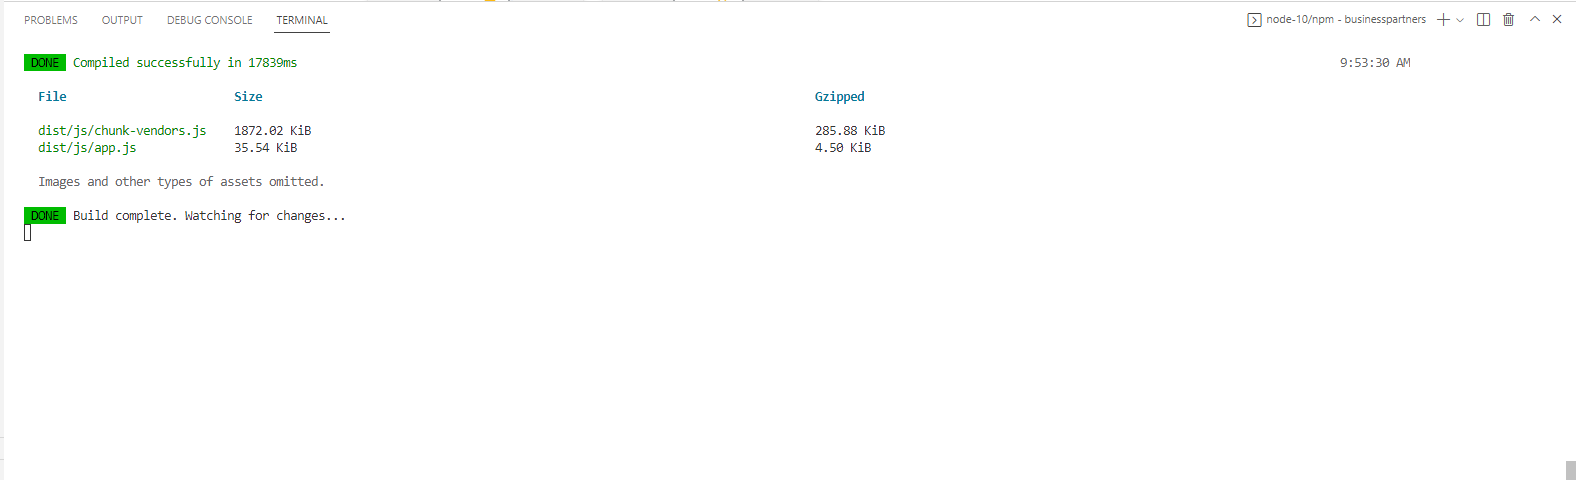 PROBLEMS OUTPUT DEBUG CONSOLE TERMINAL node-10/npm - businesspartners
DONE Compiled successfully in 17839ms 9:53:30 AM
File Size Gzipped
dist/js/chunk-vendors.js 1872.02 KiB 285.88 KiB
dist/js/app.js 35.54 KiB 4.50 KiB
Images and other types of assets omitted.
DONE Build complete. Watching for changes...